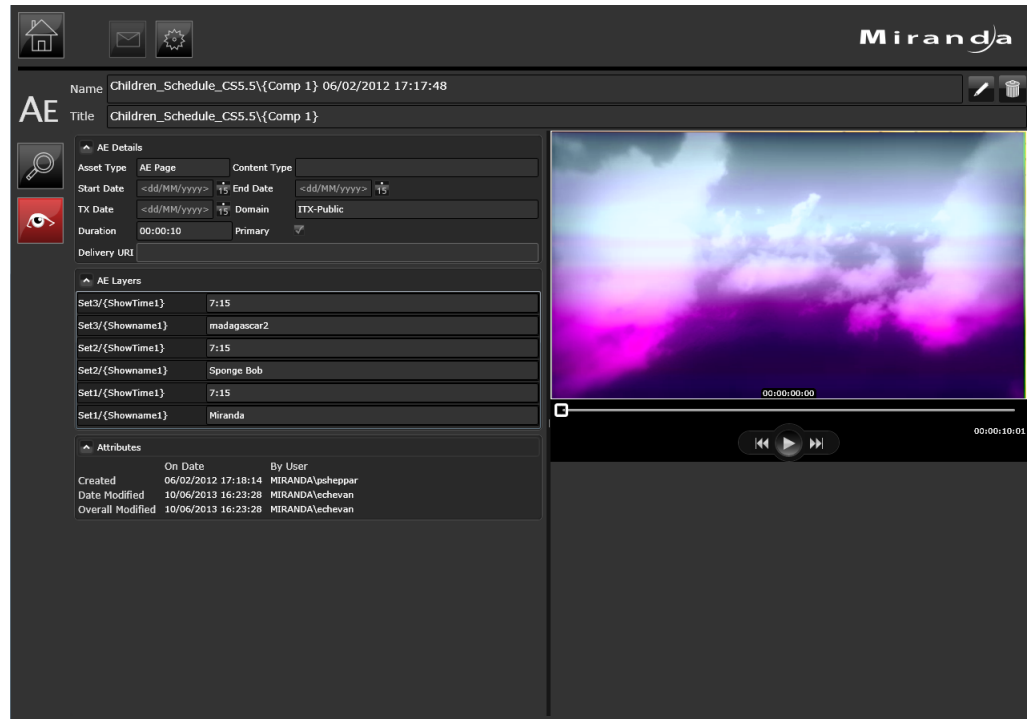 Miranda
AE
Name Children_Schedule_CS5.5\{Comp 1} 06/02/2012 17:17:48
Title Children_Schedule_CS5.5\{Comp 1}
AE Details
Asset Type AE Page Content Type
Start Date <dd/MM/yyyy> 15 End Date <dd/MM/yyyy> 15
TX Date <dd/MM/yyyy> 15 Domain ITX-Public
Duration 00:00:10 Primary
Delivery URI
AE Layers
Set3/{ShowTime1} 7:15
Set3/{Showname1} madagascar2
Set2/{ShowTime1} 7:15
Set2/{Showname1} Sponge Bob
Set1/{ShowTime1} 7:15
Set1/{Showname1} Miranda
Attributes
On Date By User
Created 06/02/2012 17:18:14 MIRANDA\psheppar
Date Modified 10/06/2013 16:23:28 MIRANDA\echevan
Overall Modified 10/06/2013 16:23:28 MIRANDA\echevan
00:00:00:00
00:00:10:01